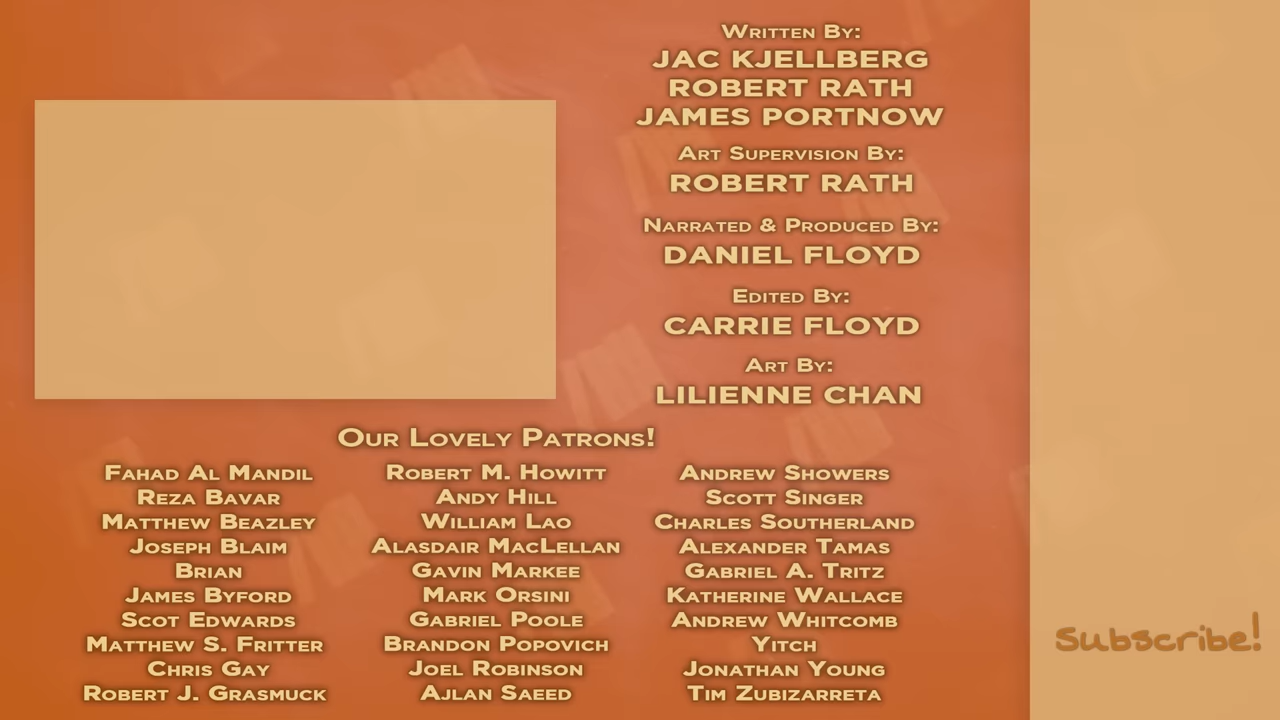 Written By:
JAC KJELLBERG
ROBERT RATH
JAMES PORTNOW
Art Supervision By:
ROBERT RATH
Narrated & Produced By:
DANIEL FLOYD
Edited By:
CARRIE FLOYD
Art By:
LILIENNE CHAN
Our Lovely Patrons!
Fahad Al Mandil
Reza Bavar
Matthew Beazley
Joseph Blaim
Brian
James Byford
Scot Edwards
Matthew S. Fritter
Chris Gay
Robert J. Grasmuck
Robert M. Howitt
Andy Hill
William Lao
Alasdair MacLellan
Gavin Markee
Mark Orsini
Gabriel Poole
Brandon Popovich
Joel Robinson
Ajlan Saeed
Andrew Showers
Scott Singer
Charles Southerland
Alexander Tamas
Gabriel A. Tritz
Katherine Wallace
Andrew Whitcomb
Yitch
Jonathan Young
Tim Zubizarreta
Subscribe!